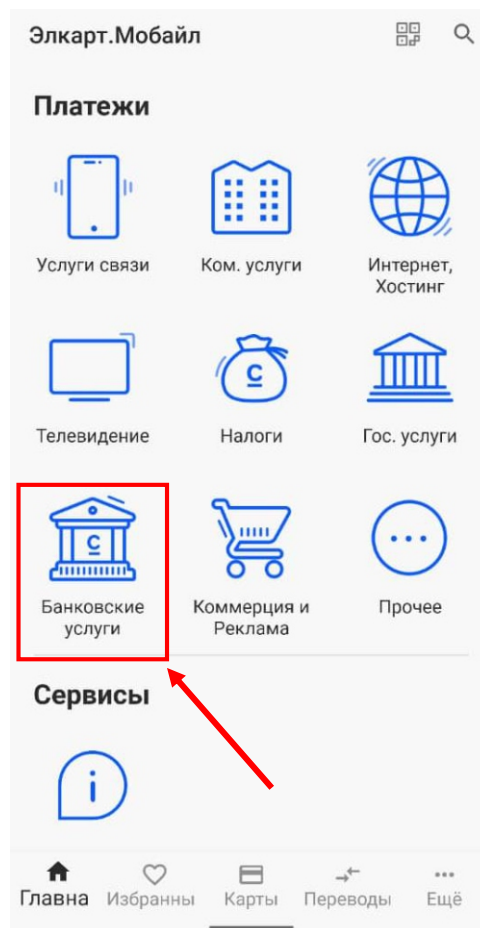 Элкарт.Мобайл
Платежи
Услуги связи
Ком. услуги
Интернет,
Хостинг
Телевидение
С
Налоги
Гос. услуги
С
Банковские
услуги
Коммерция и
Реклама
Прочее
Сервисы
i
Главна
Избранны
Карты
Переводы
Ещё